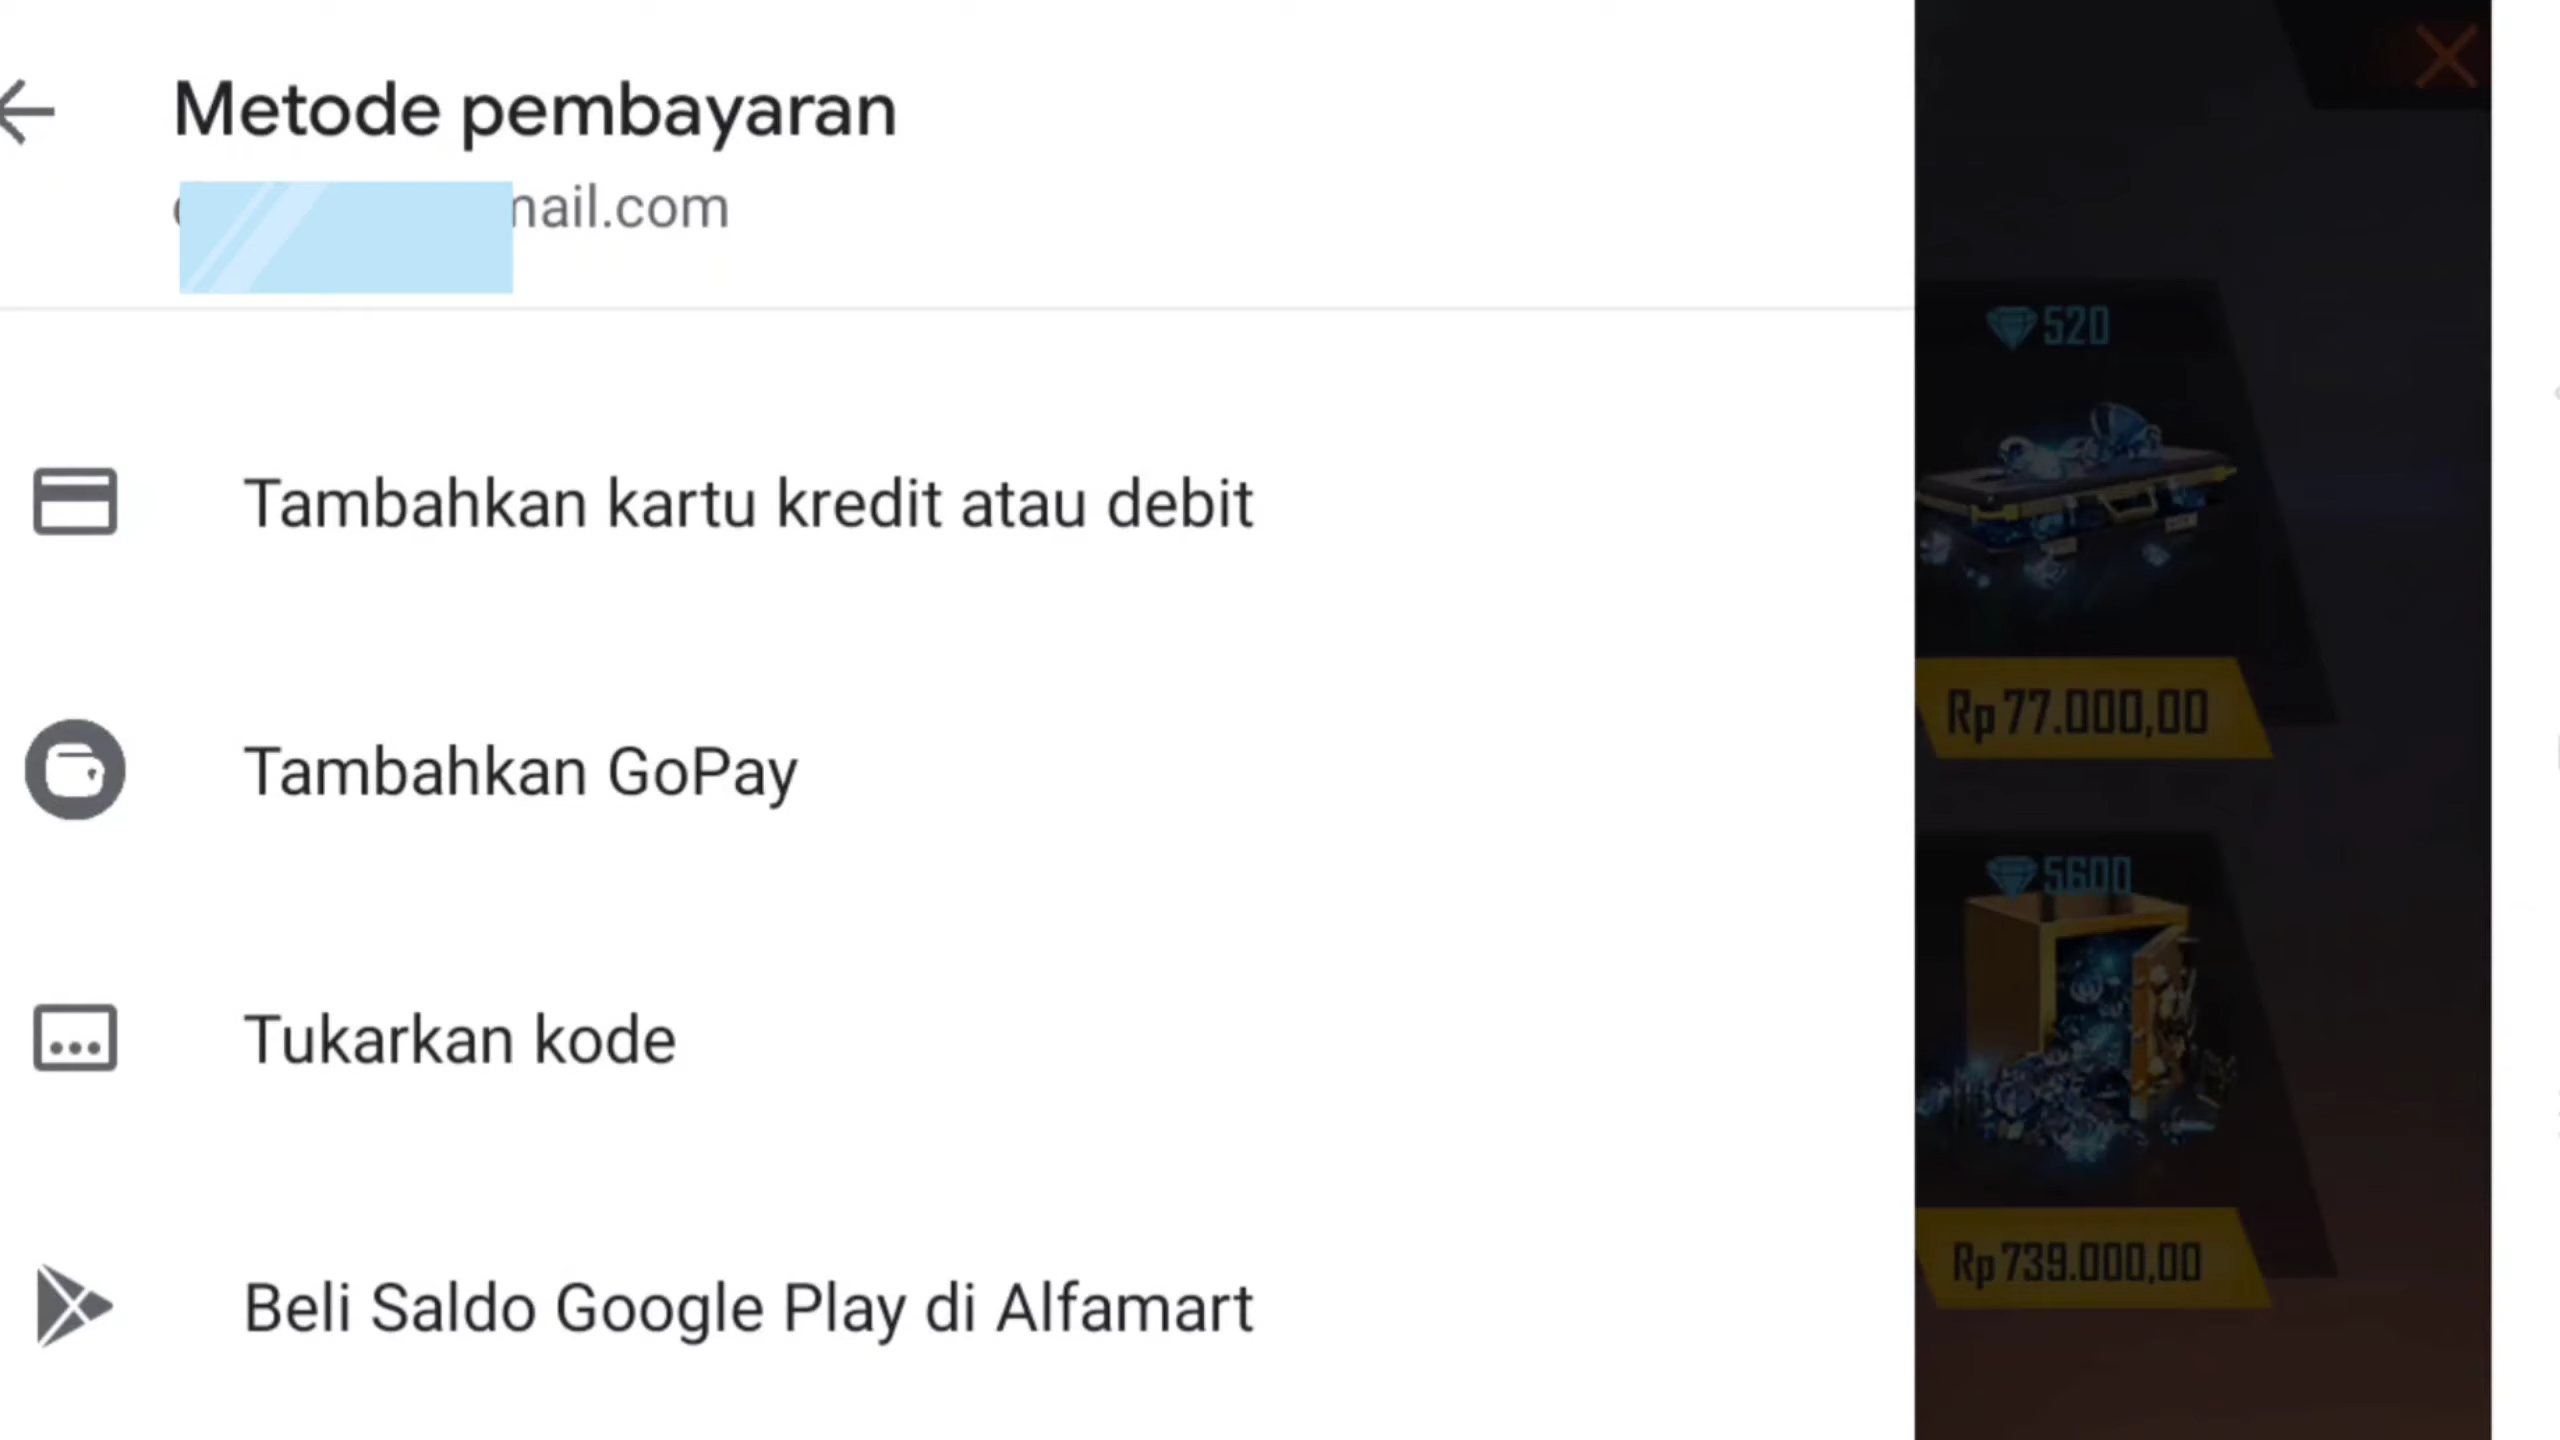 Metode pembayaran
mail.com
Tambahkan kartu kredit atau debit
Tambahkan GoPay
Tukarkan kode
Beli Saldo Google Play di Alfamart
520
Rp 77.000,00
5600
Rp 739.000,00